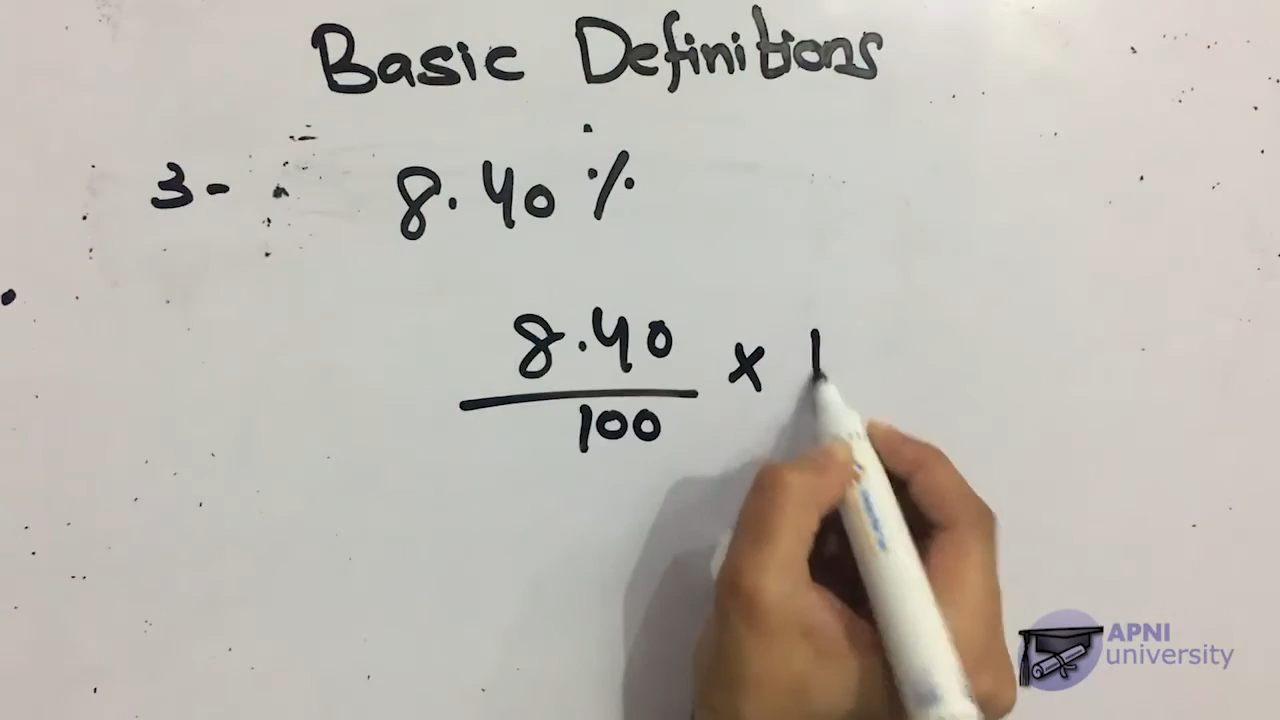 Basic Definitions
3- 8.40 %
8.40 × 1
100
APNI
university